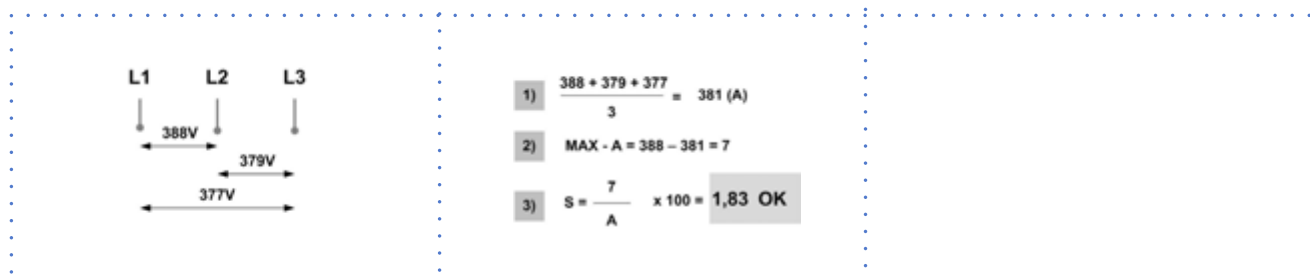 L1 L2 L3
388V
379V
377V
1) 388 + 379 + 377
3
= 381 (A)
2) MAX - A = 388 – 381 = 7
3) S = 7
A
x 100 = 1,83 OK